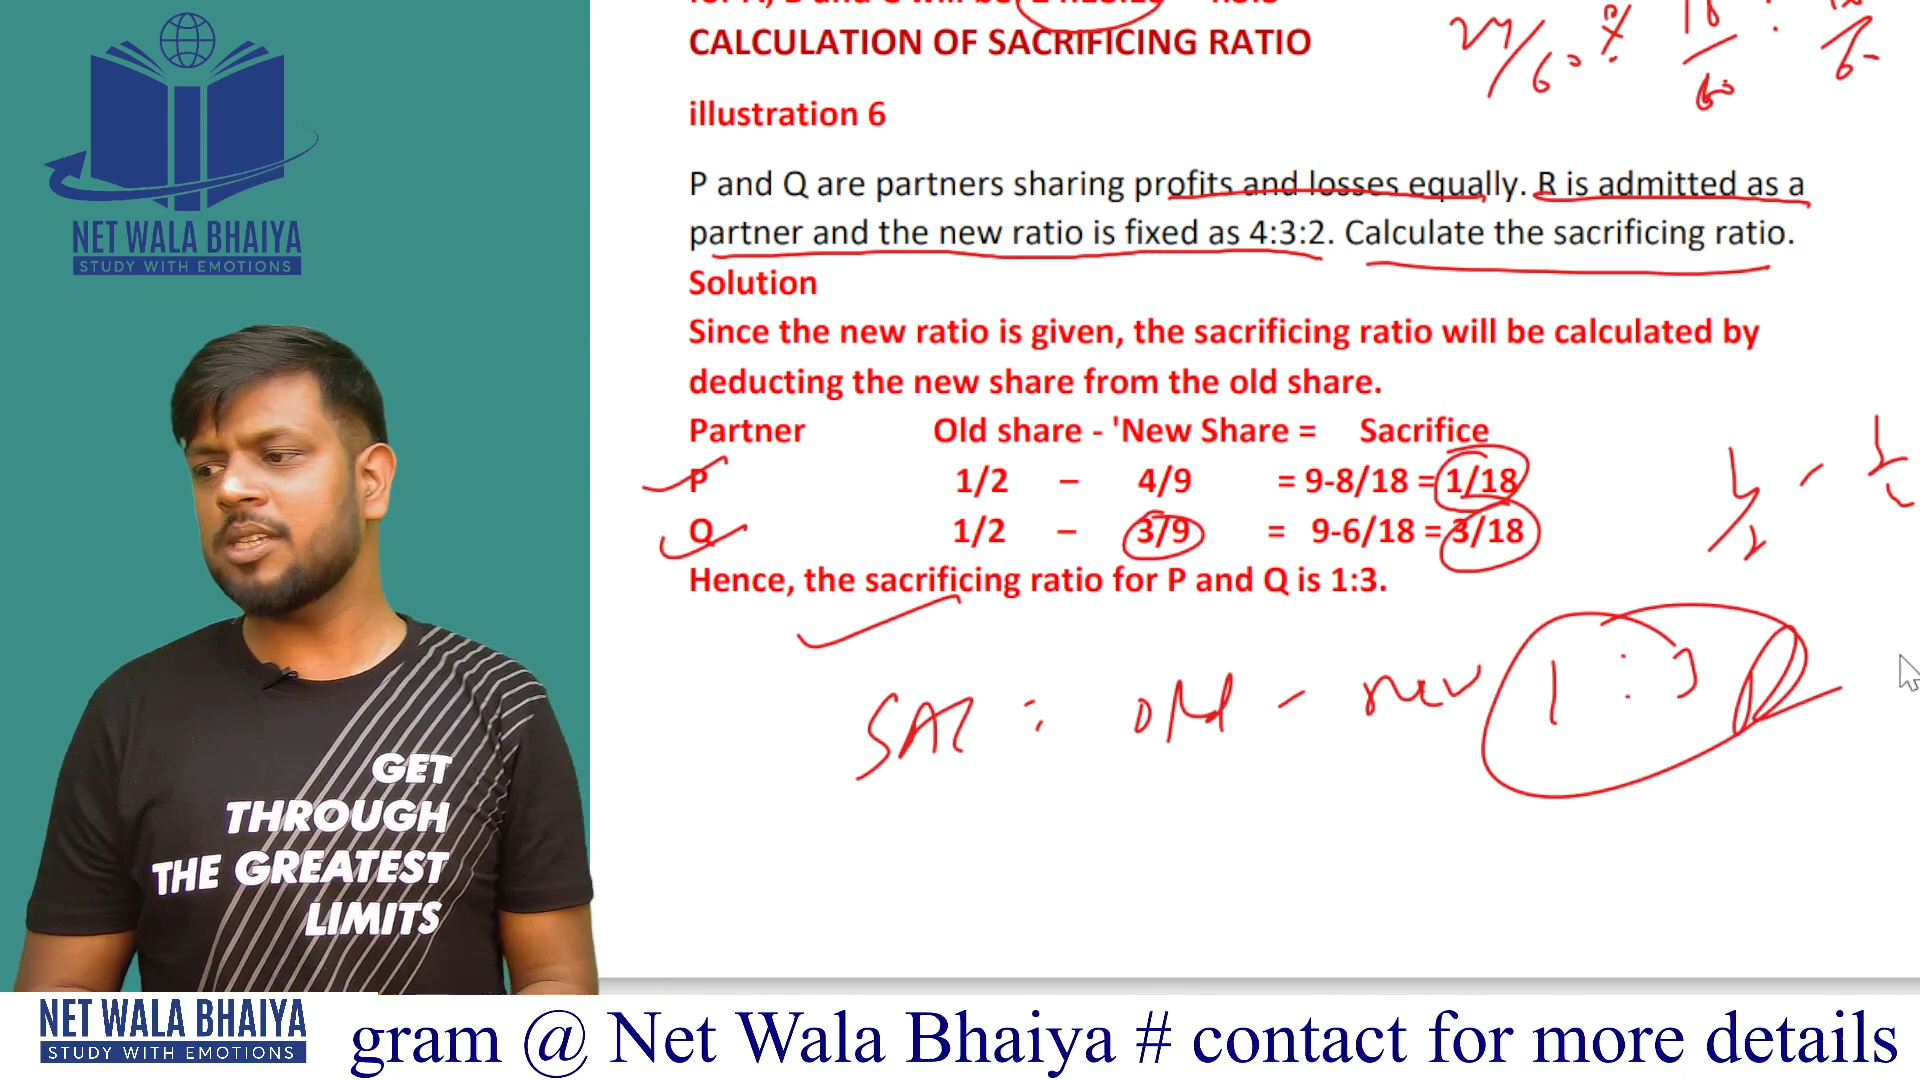 NET WALA BHAIYA
STUDY WITH EMOTIONS
CALCULATION OF SACRIFICING RATIO
illustration 6
P and Q are partners sharing profits and losses equally. R is admitted as a
partner and the new ratio is fixed as 4:3:2. Calculate the sacrificing ratio.
Solution
Since the new ratio is given, the sacrificing ratio will be calculated by
deducting the new share from the old share.
Partner Old share - 'New Share = Sacrifice
P 1/2 – 4/9 = 9-8/18 = 1/18
Q 1/2 – 3/9 = 9-6/18 = 3/18
Hence, the sacrificing ratio for P and Q is 1:3.
SAC : old - new 1 : 3
GET
THROUGH
THE GREATEST
LIMITS
NET WALA BHAIYA
STUDY WITH EMOTIONS
gram @ Net Wala Bhaiya # contact for more details